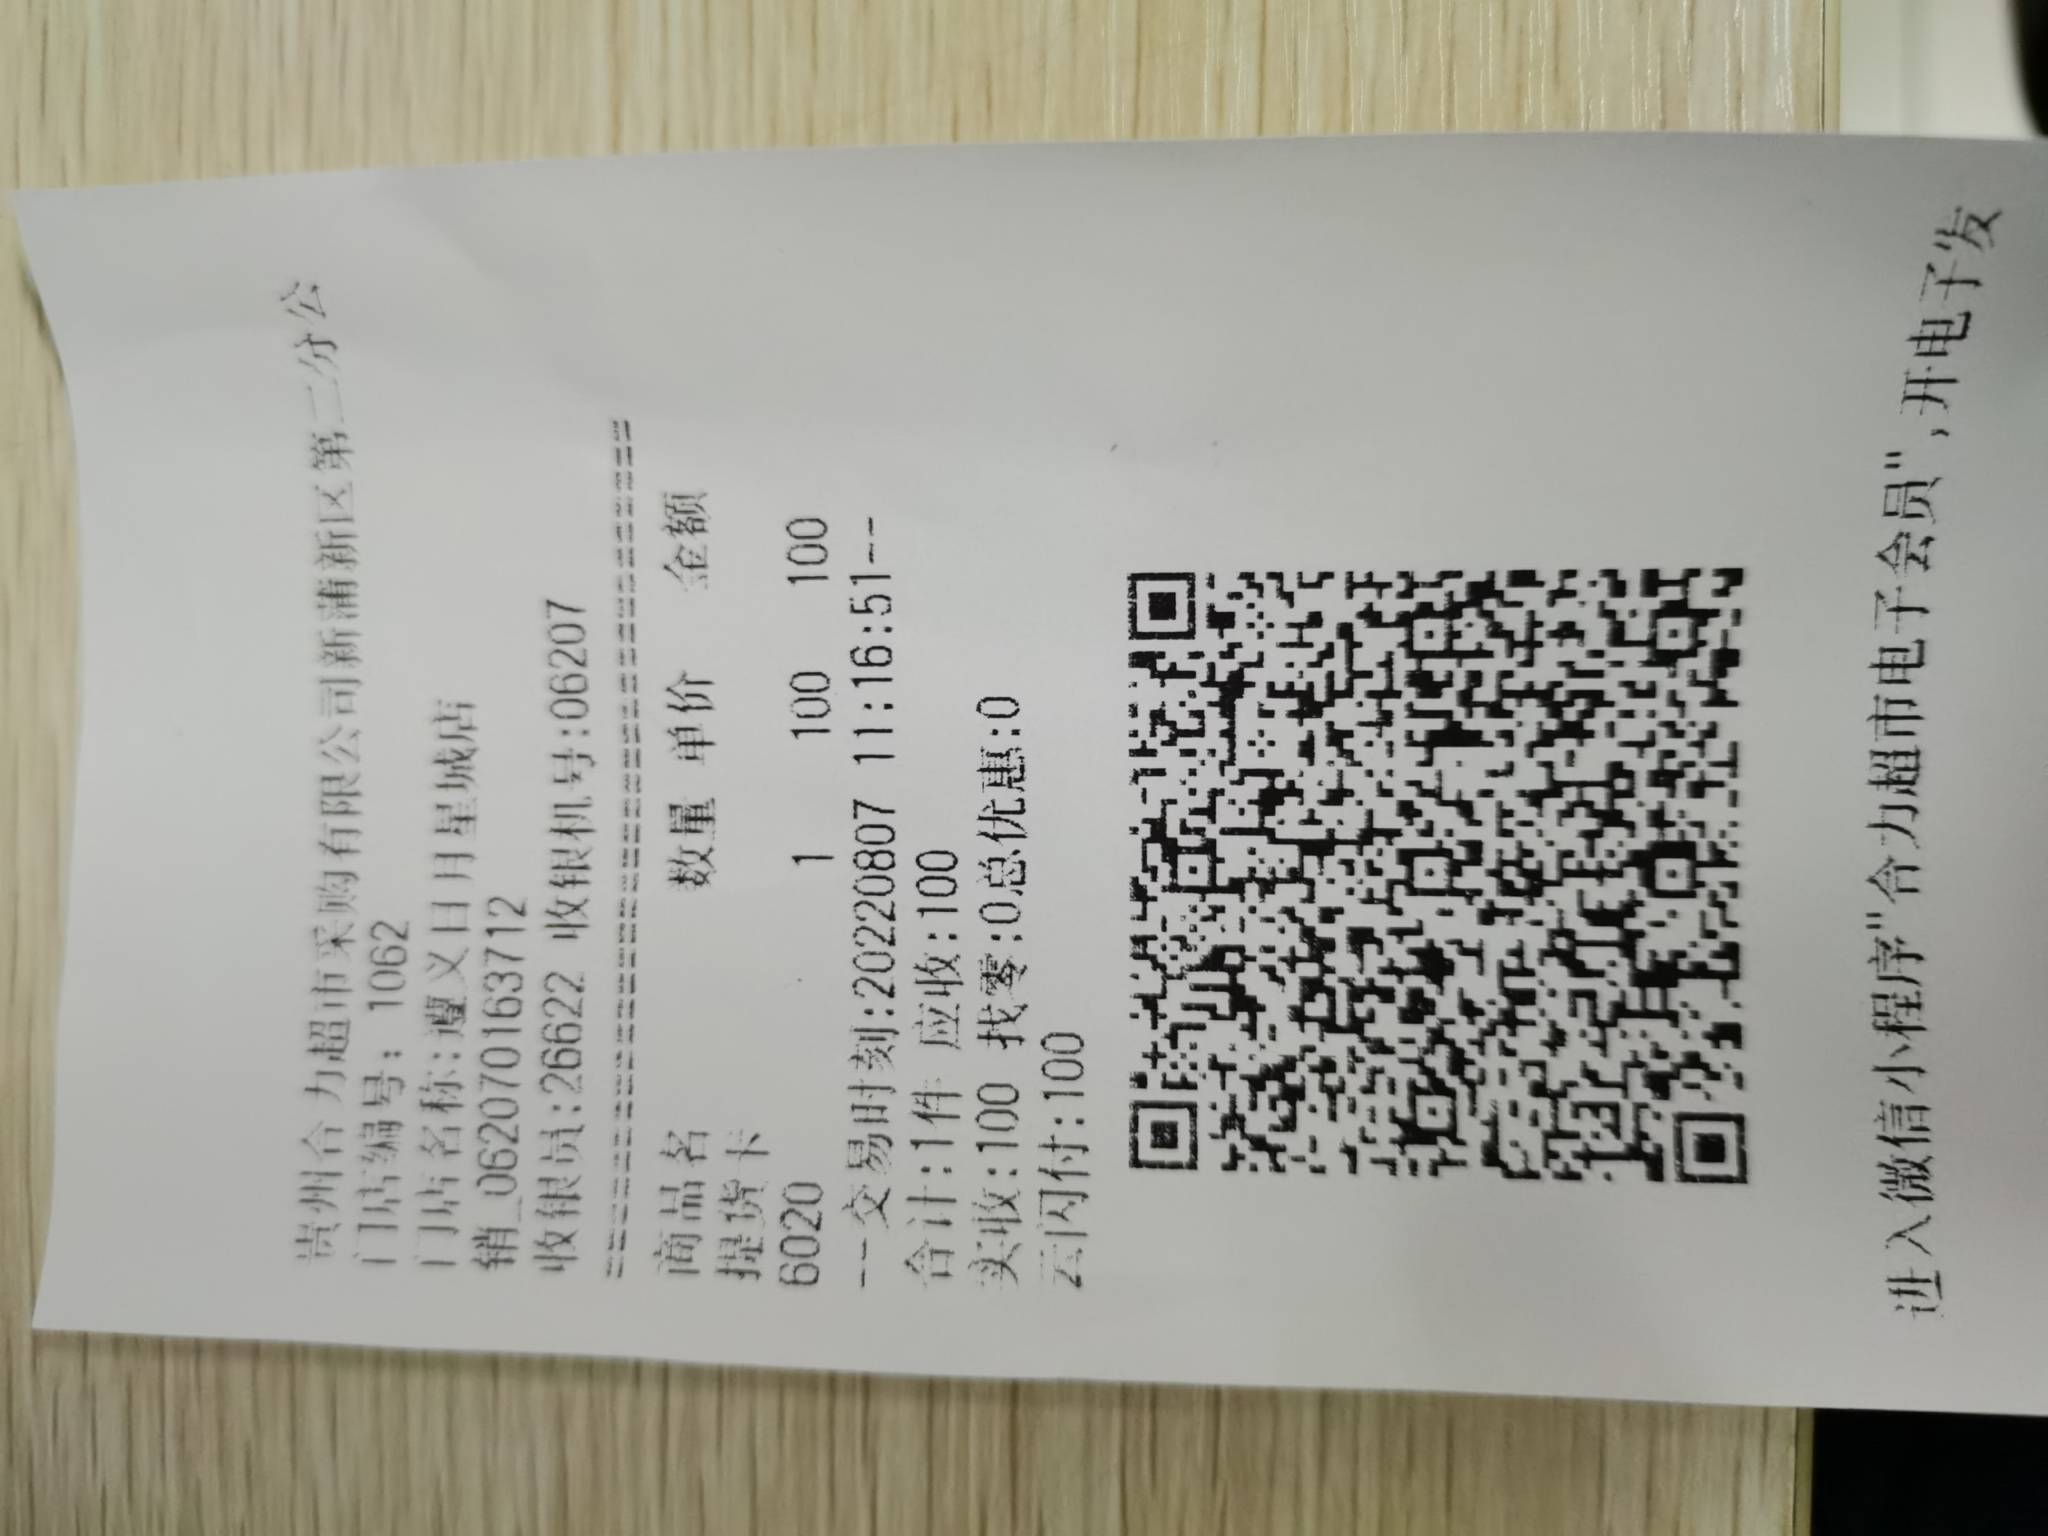 贵州合力超市采购有限公司新蒲新区第二分公
门店编号: 1062
门店名称:遵义日月星城店
销_062070163712
收银员:26622 收银机号:06207
================================
商品名 数量 单价 金额
提货卡
6020 1 100 100
--交易时刻:20220807 11:16:51--
合计:1件 应收:100
实收:100 找零:0总优惠:0
云闪付:100
进入微信小程序"合力超市电子会员",开电子发